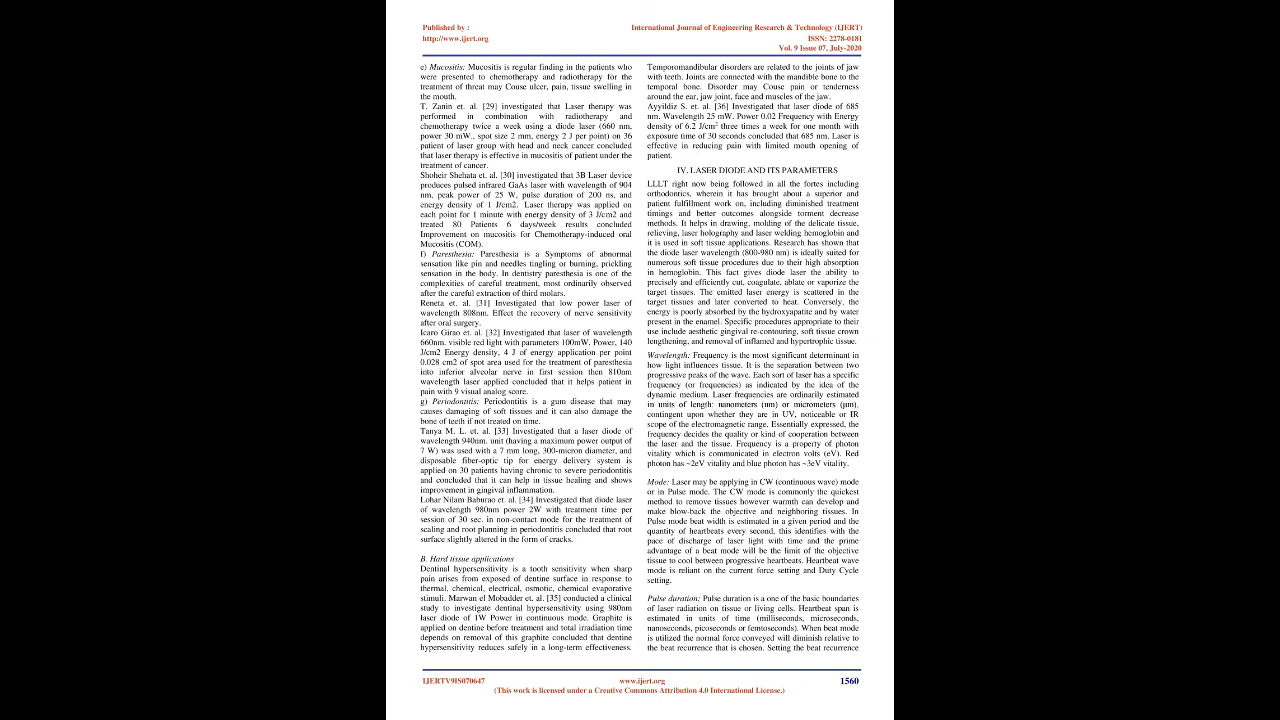 Published by :
http://www.ijert.org
International Journal of Engineering Research & Technology (IJERT)
ISSN: 2278-0181
Vol. 9 Issue 07, July-2020
e) Mucositis: Mucositis is regular finding in the patients who
were presented to chemotherapy and radiotherapy for the
treatment of threat may Couse ulcer, pain, tissue swelling in
the mouth.
T. Zanin et. al. [29] investigated that Laser therapy was
performed in combination with radiotherapy and
chemotherapy twice a week using a diode laser (660 nm,
power 30 mW., spot size 2 mm, energy 2 J per point) on 36
patient of laser group with head and neck cancer concluded
that laser therapy is effective in mucositis of patient under the
treatment of cancer.
Shoheir Shehata et. al. [30] investigated that 3B Laser device
produces pulsed infrared GaAs laser with wavelength of 904
nm, peak power of 25 W, pulse duration of 200 ns, and
energy density of 1 J/cm2. Laser therapy was applied on
each point for 1 minute with energy density of 3 J/cm2 and
treated 80 Patients 6 days/week results concluded
Improvement on mucositis for Chemotherapy-induced oral
Mucositis (COM).
f) Paresthesia: Paresthesia is a Symptoms of abnormal
sensation like pin and needles tingling or burning, prickling
sensation in the body. In dentistry paresthesia is one of the
complexities of careful treatment, most ordinarily observed
after the careful extraction of third molars.
Reneta et. al. [31] Investigated that low power laser of
wavelength 808nm. Effect the recovery of nerve sensitivity
after oral surgery.
Icaro Girao et. al. [32] Investigated that laser of wavelength
660nm. visible red light with parameters 100mW. Power, 140
J/cm2 Energy density, 4 J of energy application per point
0.028 cm2 of spot area used for the treatment of paresthesia
into inferior alveolar nerve in first session then 810nm
wavelength laser applied concluded that it helps patient in
pain with 9 visual analog score.
g) Periodontitis: Periodontitis is a gum disease that may
causes damaging of soft tissues and it can also damage the
bone of teeth if not treated on time.
Tanya M. L. et. al. [33] Investigated that a laser diode of
wavelength 940nm. unit (having a maximum power output of
7 W) was used with a 7 mm long, 300-micron diameter, and
disposable fiber-optic tip for energy delivery system is
applied on 30 patients having chronic to severe periodontitis
and concluded that it can help in tissue healing and shows
improvement in gingival inflammation.
Lohar Nilam Baburao et. al. [34] Investigated that diode laser
of wavelength 980nm power 2W with treatment time per
session of 30 sec. in non-contact mode for the treatment of
scaling and root planning in periodontitis concluded that root
surface slightly altered in the form of cracks.
B. Hard tissue applications
Dentinal hypersensitivity is a tooth sensitivity when sharp
pain arises from exposed of dentine surface in response to
thermal, chemical, electrical, osmotic, chemical evaporative
stimuli. Marwan el Mobadder et. al. [35] conducted a clinical
study to investigate dentinal hypersensitivity using 980nm
laser diode of 1W Power in continuous mode. Graphite is
applied on dentine before treatment and total irradiation time
depends on removal of this graphite concluded that dentine
hypersensitivity reduces safely in a long-term effectiveness.
Temporomandibular disorders are related to the joints of jaw
with teeth. Joints are connected with the mandible bone to the
temporal bone. Disorder may Couse pain or tenderness
around the ear, jaw joint, face and muscles of the jaw.
Ayyildiz S. et. al. [36] Investigated that laser diode of 685
nm. Wavelength 25 mW. Power 0.02 Frequency with Energy
density of 6.2 J/cm² three times a week for one month with
exposure time of 30 seconds concluded that 685 nm. Laser is
effective in reducing pain with limited mouth opening of
patient.
IV. LASER DIODE AND ITS PARAMETERS
LLLT right now being followed in all the fortes including
orthodontics, wherein it has brought about a superior and
patient fulfillment work on, including diminished treatment
timings and better outcomes alongside torment decrease
methods. It helps in drawing, molding of the delicate tissue,
relieving, laser holography and laser welding hemoglobin and
it is used in soft tissue applications. Research has shown that
the diode laser wavelength (800-980 nm) is ideally suited for
numerous soft tissue procedures due to their high absorption
in hemoglobin. This fact gives diode laser the ability to
precisely and efficiently cut, coagulate, ablate or vaporize the
target tissues. The emitted laser energy is scattered in the
target tissues and later converted to heat. Conversely, the
energy is poorly absorbed by the hydroxyapatite and by water
present in the enamel. Specific procedures appropriate to their
use include aesthetic gingival re-contouring, soft tissue crown
lengthening, and removal of inflamed and hypertrophic tissue.
Wavelength: Frequency is the most significant determinant in
how light influences tissue. It is the separation between two
progressive peaks of the wave. Each sort of laser has a specific
frequency (or frequencies) as indicated by the idea of the
dynamic medium. Laser frequencies are ordinarily estimated
in units of length: nanometers (nm) or micrometers (μm),
contingent upon whether they are in UV, noticeable or IR
scope of the electromagnetic range. Essentially expressed, the
frequency decides the quality or kind of cooperation between
the laser and the tissue. Frequency is a property of photon
vitality which is communicated in electron volts (eV). Red
photon has ~2eV vitality and blue photon has ~3eV vitality.
Mode: Laser may be applying in CW (continuous wave) mode
or in Pulse mode. The CW mode is commonly the quickest
method to remove tissues however warmth can develop and
make blow-back the objective and neighboring tissues. In
Pulse mode beat width is estimated in a given period and the
quantity of heartbeats every second, this identifies with the
pace of discharge of laser light with time and the prime
advantage of a beat mode will be the limit of the objective
tissue to cool between progressive heartbeats. Heartbeat wave
mode is reliant on the current force setting and Duty Cycle
setting.
Pulse duration: Pulse duration is a one of the basic boundaries
of laser radiation on tissue or living cells. Heartbeat span is
estimated in units of time (milliseconds, microseconds,
nanoseconds, picoseconds or femtoseconds). When beat mode
is utilized the normal force conveyed will diminish relative to
the beat recurrence that is chosen. Setting the beat recurrence
IJERTV9IS070647
www.ijert.org
1560
(This work is licensed under a Creative Commons Attribution 4.0 International License.)